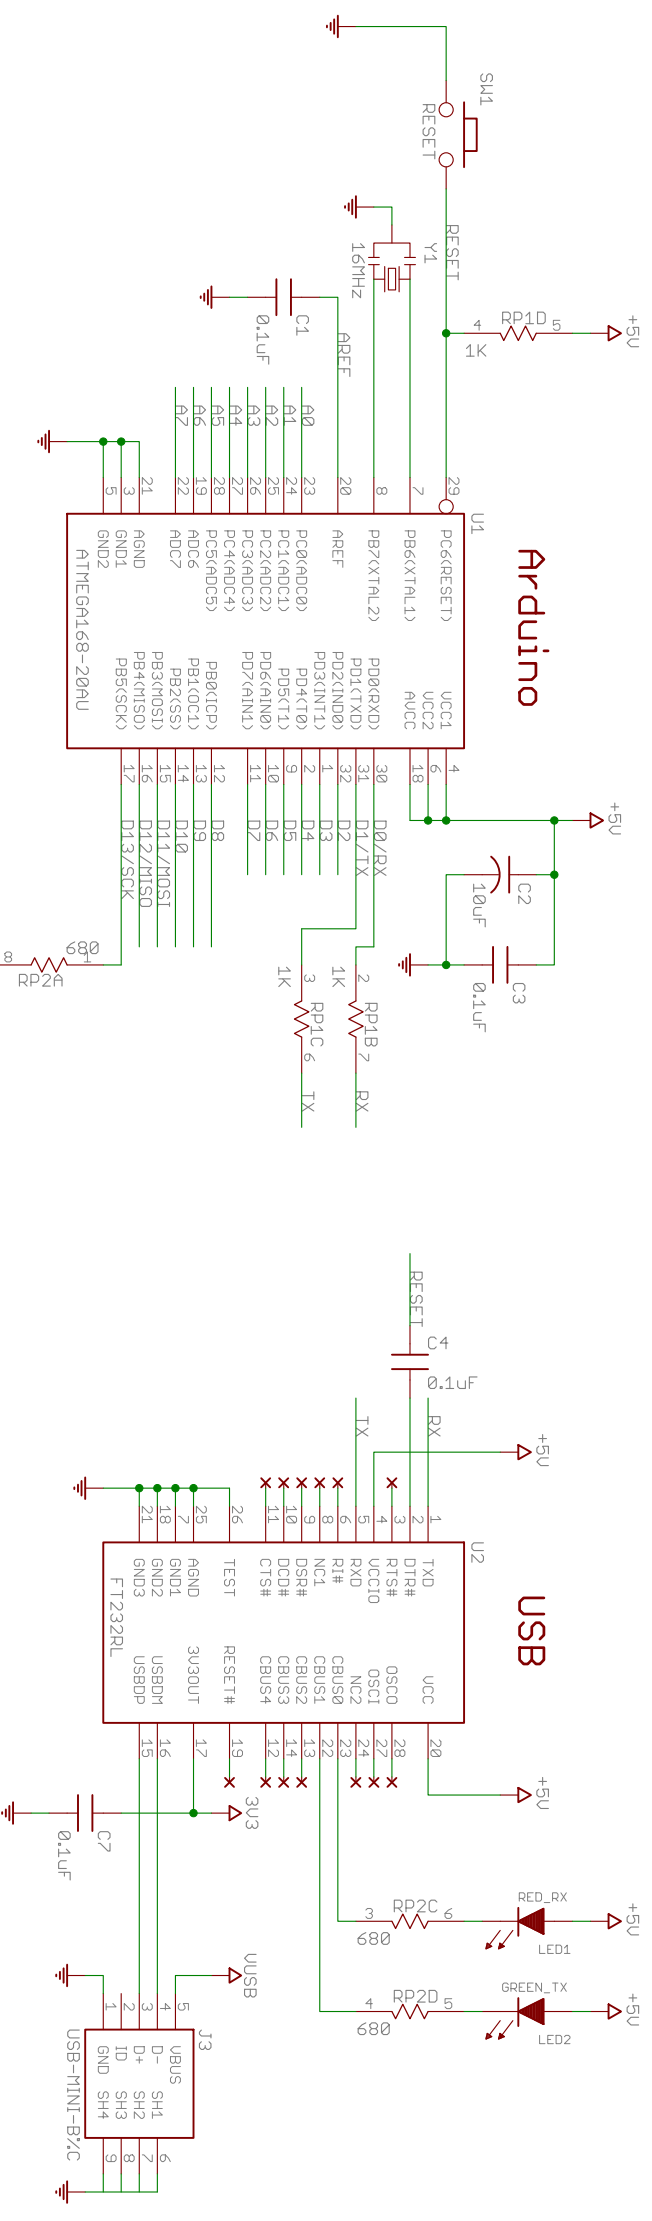 Arduino
+5V
SW1
RESET
RESET
RP1D
4
5
1K
Y1
16MHz
C1
0.1uF
AREF
A0
A1
A2
A3
A4
A5
A6
A7
U1
29
7
8
20
23
24
25
26
27
28
19
22
21
3
5
PC6(RESET)
PB6(XTAL1)
PB7(XTAL2)
AREF
PC0(ADC0)
PC1(ADC1)
PC2(ADC2)
PC3(ADC3)
PC4(ADC4)
PC5(ADC5)
ADC6
ADC7
AGND
GND1
GND2
VCC1
VCC2
AVCC
PD0(RXD)
PD1(TXD)
PD2(IND0)
PD3(INT1)
PD4(T0)
PD5(T1)
PD6(AIN0)
PD7(AIN1)
PB0(ICP)
PB1(OC1)
PB2(SS)
PB3(MOSI)
PB4(MISO)
PB5(SCK)
ATMEGA168-20AU
4
6
18
30
31
32
1
2
9
10
11
12
13
14
15
16
17
+5V
C2
10uF
C3
0.1uF
D0/RX
D1/TX
D2
D3
D4
D5
D6
D7
D8
D9
D10
D11/MOSI
D12/MISO
D13/SCK
2
RP1B
7
1K
RX
3
RP1C
6
1K
TX
680
1
8
RP2A
USB
RESET
C4
0.1uF
RX
TX
+5V
U2
1
2
3
4
5
6
8
9
10
11
26
25
7
18
21
TXD
DTR#
RTS#
VCCIO
RXD
RI#
NC1
DSR#
DCD#
CTS#
TEST
AGND
GND1
GND2
GND3
VCC
OSCO
OSCI
NC2
CBUS0
CBUS1
CBUS2
CBUS3
CBUS4
RESET#
3V3OUT
USBDM
USBDP
FT232RL
20
28
27
24
23
22
13
14
12
19
17
16
15
+5V
3V3
C7
0.1uF
RP2C
3
6
680
RED_RX
LED1
+5V
RP2D
4
5
680
GREEN_TX
LED2
+5V
VUSB
J3
5
4
3
2
1
VBUS
D-
D+
ID
GND
SH1
SH2
SH3
SH4
6
7
8
9
USB-MINI-B%C